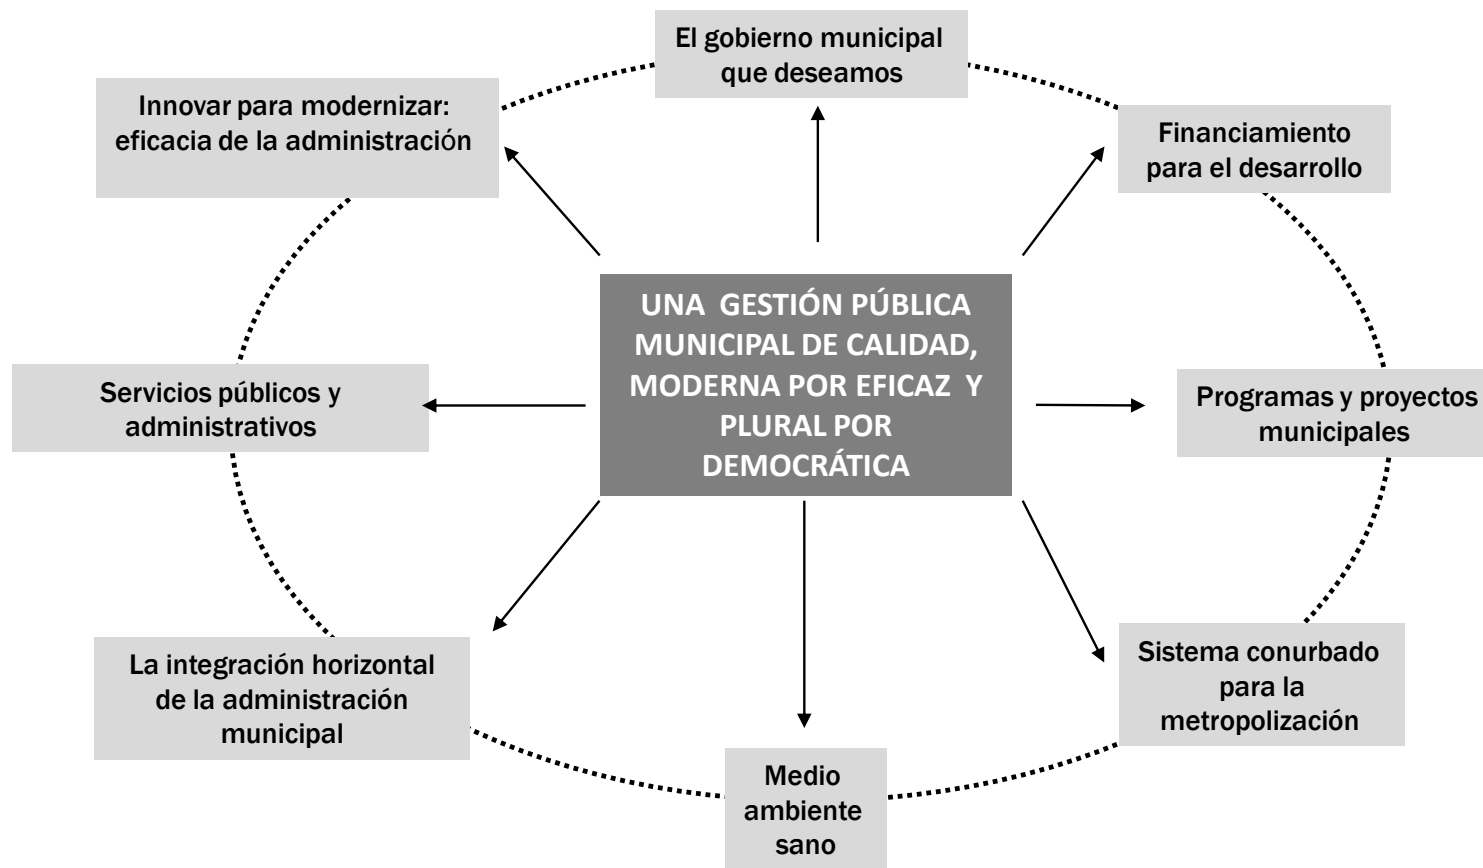 El gobierno municipal
que deseamos
Innovar para modernizar:
eficacia de la administración
Financiamiento
para el desarrollo
UNA GESTIÓN PÚBLICA
MUNICIPAL DE CALIDAD,
MODERNA POR EFICAZ Y
PLURAL POR
DEMOCRÁTICA
Servicios públicos y
administrativos
Programas y proyectos
municipales
La integración horizontal
de la administración
municipal
Sistema conurbado
para la
metropolización
Medio
ambiente
sano